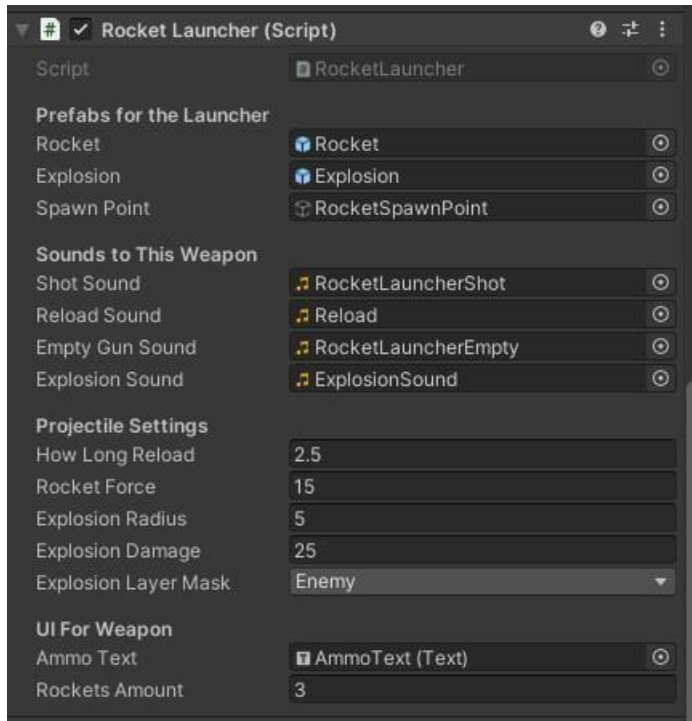 # Rocket Launcher (Script)
Script RocketLauncher
Prefabs for the Launcher
Rocket Rocket
Explosion Explosion
Spawn Point RocketSpawnPoint
Sounds to This Weapon
Shot Sound RocketLauncherShot
Reload Sound Reload
Empty Gun Sound RocketLauncherEmpty
Explosion Sound ExplosionSound
Projectile Settings
How Long Reload 2.5
Rocket Force 15
Explosion Radius 5
Explosion Damage 25
Explosion Layer Mask Enemy
UI For Weapon
Ammo Text AmmoText (Text)
Rockets Amount 3